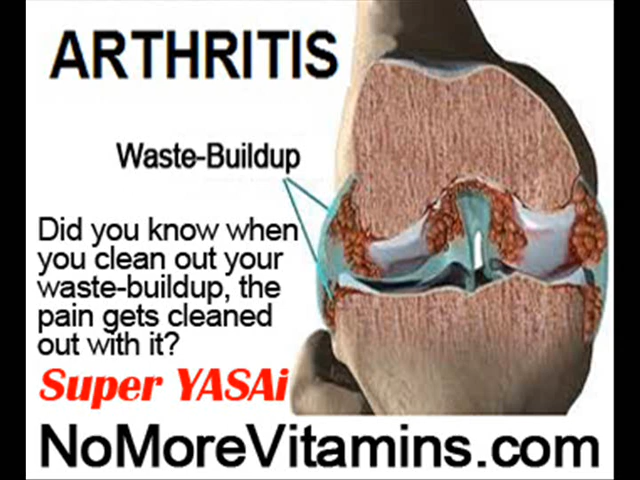 ARTHRITIS
Waste-Buildup
Did you know when
you clean out your
waste-buildup, the
pain gets cleaned
out with it?
Super YASAi
NoMoreVitamins.com